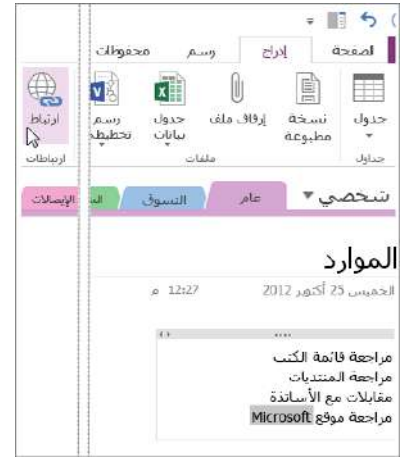 الصفحة إدراج رسم محفوظات
جدول نسخة مطبوعة إرفاق ملف جدول بيانات رسم تخطيطي ارتباط
جداول ملفات ارتباطات
شخصي عام التسوق الإيصالات
الموارد
الخميس 25 أكتوبر 2012 12:27 م
مراجعة قائمة الكتب
مراجعة المنتديات
مقابلات مع الأساتذة
مراجعة موقع Microsoft